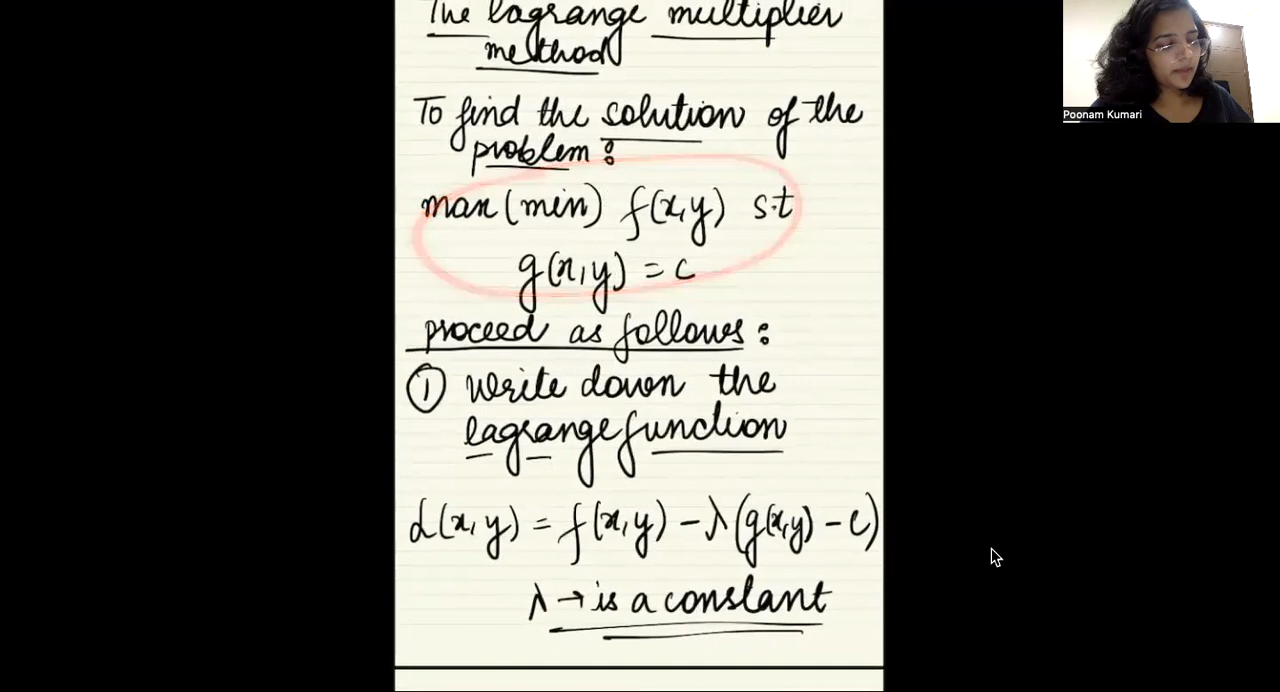 The lagrange multiplier
method
To find the solution of the
problem:
max(min) f(x,y) s.t
g(x,y) = c
proceed as follows:
① Write down the
lagrange function
L(x,y) = f(x,y) - λ(g(x,y) - c)
λ → is a constant
Poonam Kumari